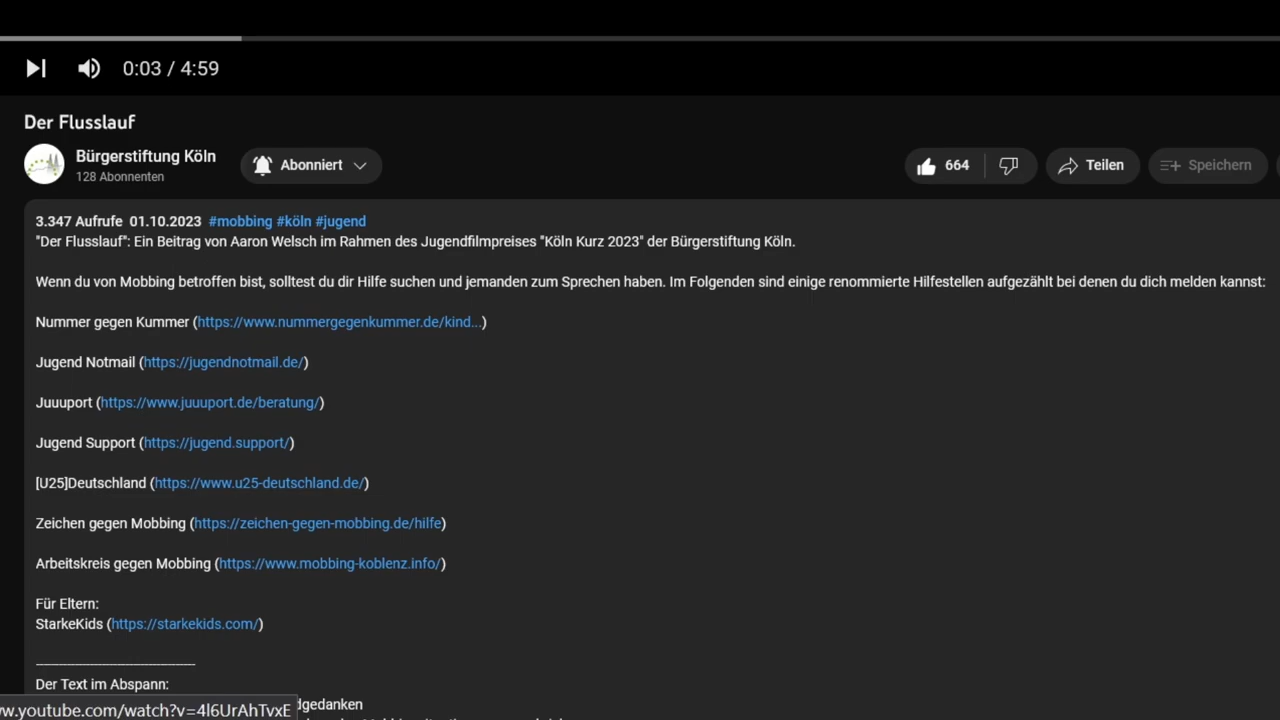 0:03 / 4:59
Der Flusslauf
Bürgerstiftung Köln
128 Abonnenten
Abonniert
664
Teilen
Speichern
3.347 Aufrufe 01.10.2023 #mobbing #köln #jugend
"Der Flusslauf": Ein Beitrag von Aaron Welsch im Rahmen des Jugendfilmpreises "Köln Kurz 2023" der Bürgerstiftung Köln.
Wenn du von Mobbing betroffen bist, solltest du dir Hilfe suchen und jemanden zum Sprechen haben. Im Folgenden sind einige renommierte Hilfestellen aufgezählt bei denen du dich melden kannst:
Nummer gegen Kummer (https://www.nummergegenkummer.de/kind...)
Jugend Notmail (https://jugendnotmail.de/)
Juuuport (https://www.juuuport.de/beratung/)
Jugend Support (https://jugend.support/)
[U25]Deutschland (https://www.u25-deutschland.de/)
Zeichen gegen Mobbing (https://zeichen-gegen-mobbing.de/hilfe)
Arbeitskreis gegen Mobbing (https://www.mobbing-koblenz.info/)
Für Eltern:
StarkeKids (https://starkekids.com/)
----------------------------------------
Der Text im Abspann:
dgedanken
ww.youtube.com/watch?v=4l6UrAhTvxE